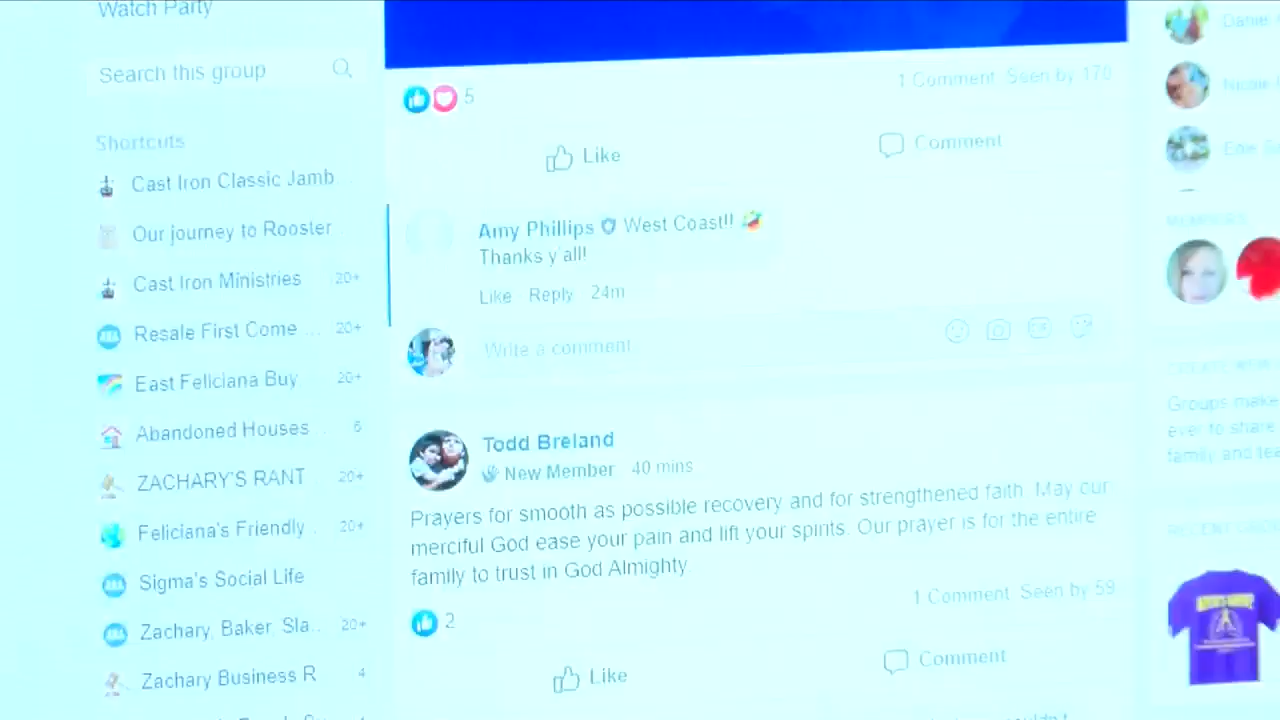 Watch Party
Search this group
Shortcuts
Cast Iron Classic Jamb
Our journey to Rooster
Cast Iron Ministries 20+
Resale First Come ... 20+
East Feliciana Buy 20+
Abandoned Houses 6
ZACHARY'S RANT 20+
Feliciana's Friendly 20+
Sigma's Social Life
Zachary, Baker, Sla... 20+
Zachary Business R 4
5
1 Comment Seen by 170
Like
Comment
Amy Phillips West Coast!!
Thanks y'all!
Like Reply 24m
Write a comment
Todd Breland
New Member 40 mins
Prayers for smooth as possible recovery and for strengthened faith. May our
merciful God ease your pain and lift your spirits. Our prayer is for the entire
family to trust in God Almighty.
2
1 Comment Seen by 59
Like
Comment
MEMBERS
Groups make
ever to share
family and
RECENT